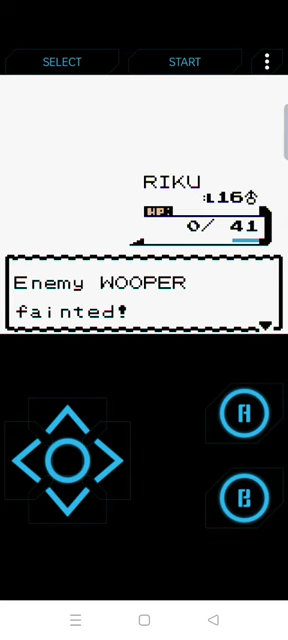 SELECT
START
RIKU
:L16♂
HP:
0/ 41
Enemy WOOPER
fainted!
A
B